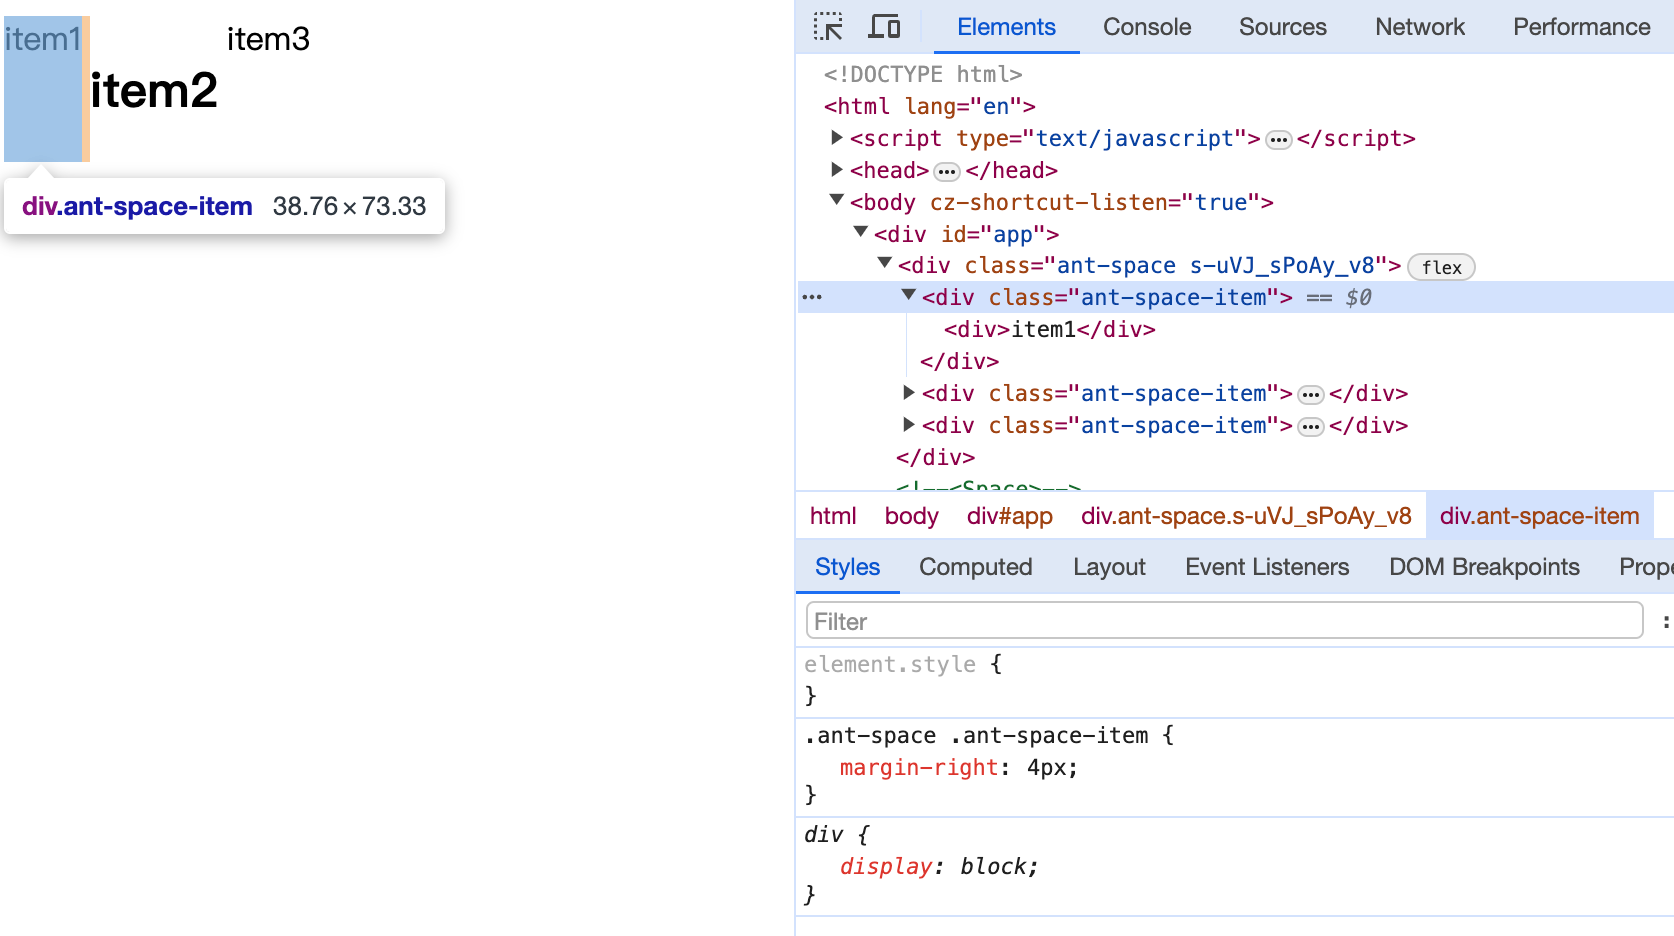 item1
item3
item2
div.ant-space-item 38.76×73.33
Elements Console Sources Network Performance
<!DOCTYPE html>
<html lang="en">
<script type="text/javascript"> ••• </script>
<head> ••• </head>
<body cz-shortcut-listen="true">
<div id="app">
<div class="ant-space s-uVJ_sPoAy_v8"> flex
••• <div class="ant-space-item"> == $0
<div>item1</div>
</div>
<div class="ant-space-item"> ••• </div>
<div class="ant-space-item"> ••• </div>
</div>
<!--<Space>-->
html body div#app div.ant-space.s-uVJ_sPoAy_v8 div.ant-space-item
Styles Computed Layout Event Listeners DOM Breakpoints Prope
Filter :
element.style {
}
.ant-space .ant-space-item {
margin-right: 4px;
}
div {
display: block;
}